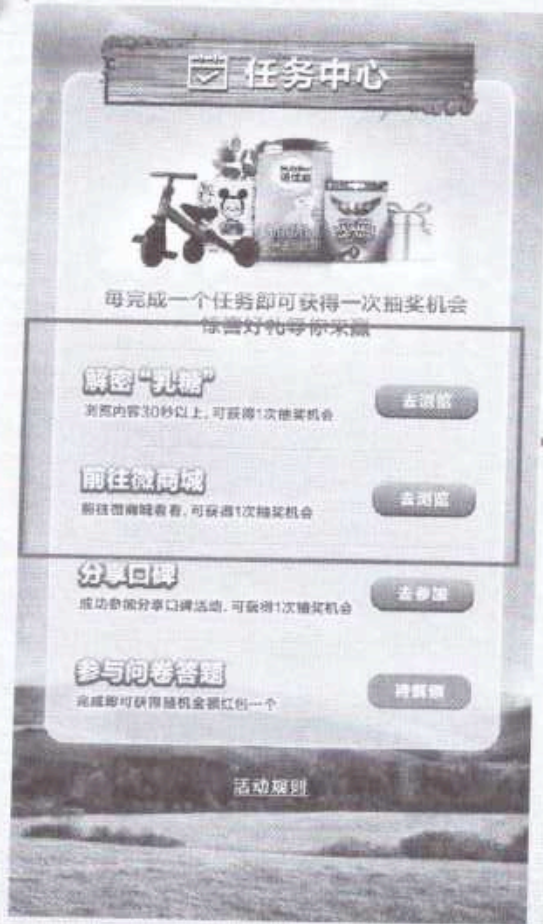 任务中心
每完成一个任务即可获得一次抽奖机会
惊喜好礼等你来赢
解密“乳糖”
浏览内容30秒以上，可获得1次抽奖机会
去浏览
前往微商城
前往微商城看看，可获得1次抽奖机会
去浏览
分享口碑
成功参加分享口碑活动，可获得1次抽奖机会
去参加
参与问卷答题
完成即可获得随机金额红包一个
待解锁
活动规则